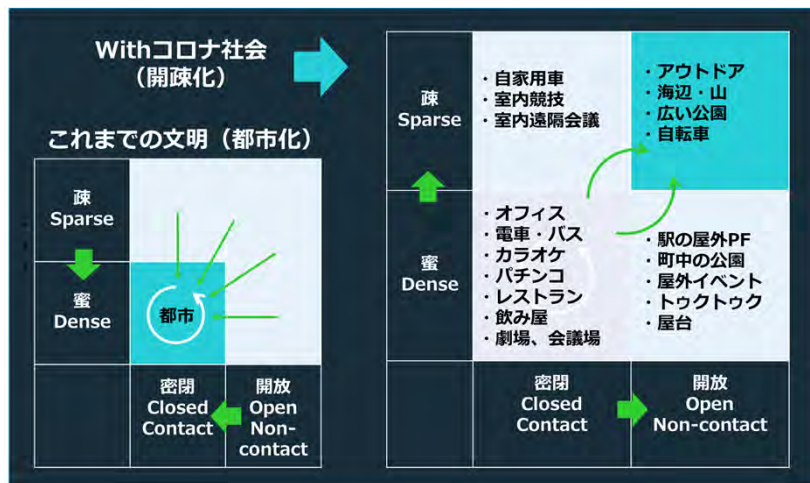 Withコロナ社会
(開疎化)
これまでの文明(都市化)
疎
Sparse
蜜
Dense
都市
密閉
Closed
Contact
開放
Open
Non-
contact
疎
Sparse
・自家用車
・室内競技
・室内遠隔会議
・アウトドア
・海辺・山
・広い公園
・自転車
蜜
Dense
・オフィス
・電車・バス
・カラオケ
・パチンコ
・レストラン
・飲み屋
・劇場、会議場
・駅の屋外PF
・町中の公園
・屋外イベント
・トゥクトゥク
・屋台
密閉
Closed
Contact
開放
Open
Non-contact